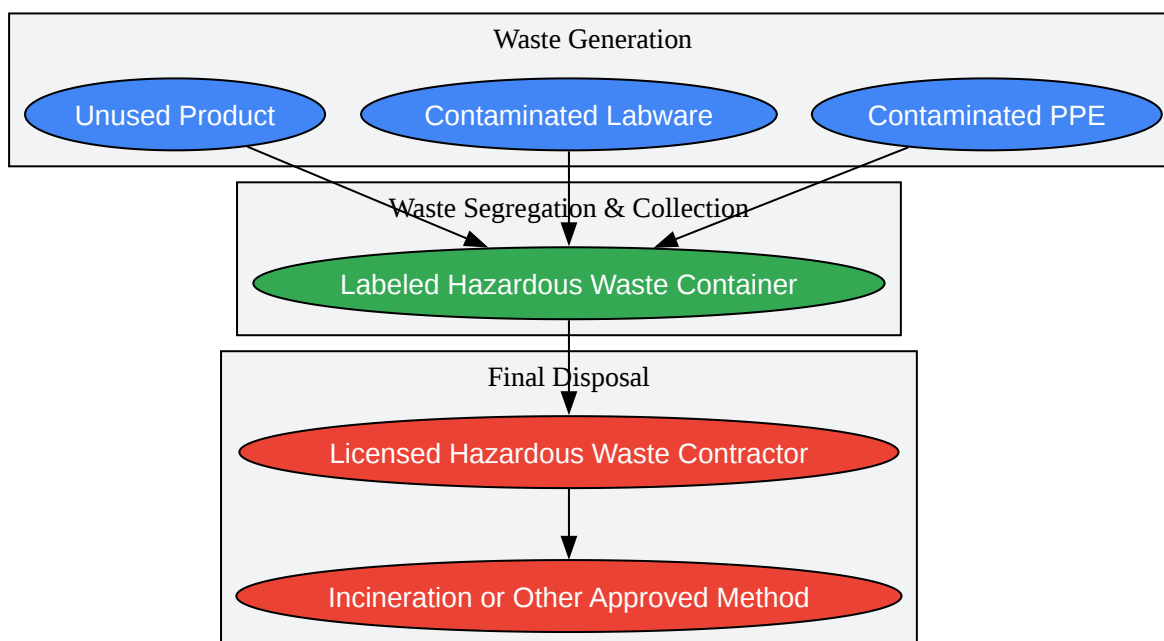 Waste Generation
Unused Product
Contaminated Labware
Contaminated PPE
Waste Segregation & Collection
Labeled Hazardous Waste Container
Final Disposal
Licensed Hazardous Waste Contractor
Incineration or Other Approved Method